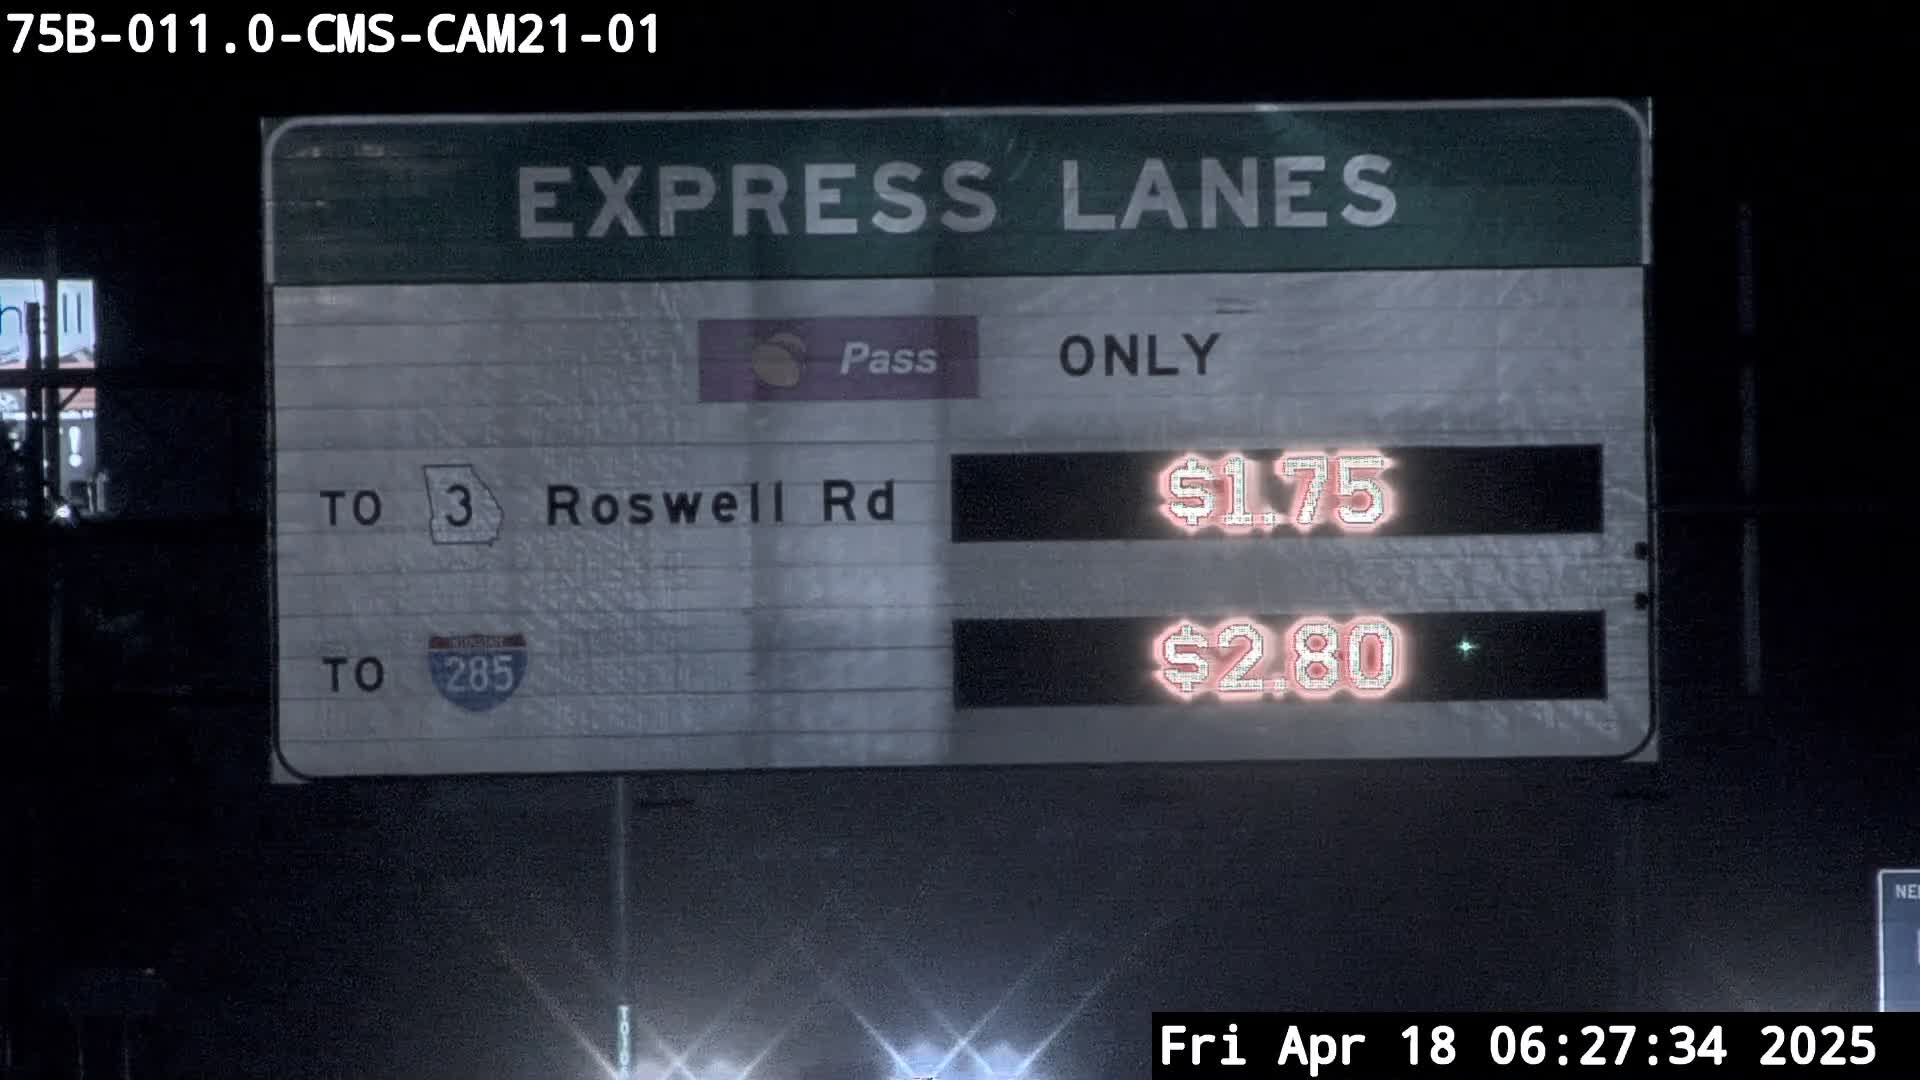 75B-011.0-CMS-CAM21-01
EXPRESS LANES
Pass ONLY
TO 3 Roswell Rd $1.75
TO 285 $2.80
Fri Apr 18 06:27:34 2025